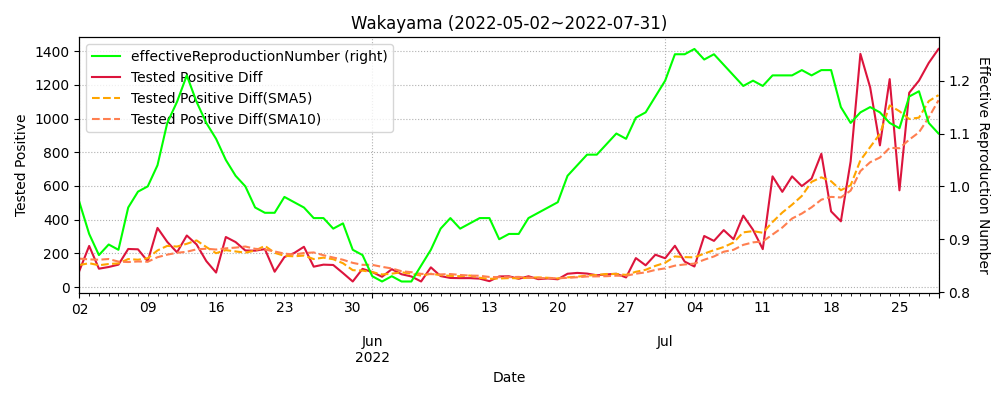 Wakayama (2022-05-02~2022-07-31)
effectiveReproductionNumber (right)
Tested Positive Diff
Tested Positive Diff(SMA5)
Tested Positive Diff(SMA10)
Tested Positive
1400
1200
1000
800
600
400
200
0
Effective Reproduction Number
1.2
1.1
1.0
0.9
0.8
02 09 16 23 30 06 13 20 27 04 11 18 25
Jun Jul
2022
Date